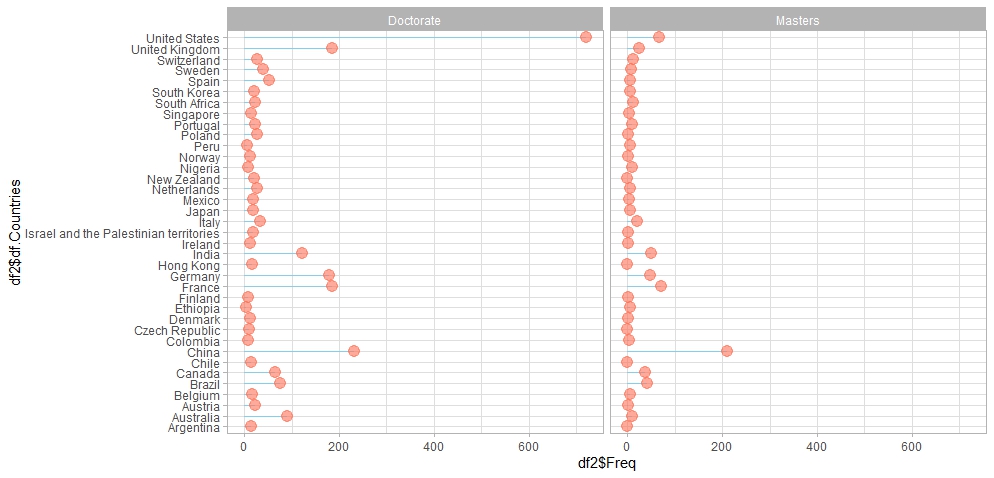 Doctorate
Masters
United States
United Kingdom
Switzerland
Sweden
Spain
South Korea
South Africa
Singapore
Portugal
Poland
Peru
Norway
Nigeria
New Zealand
Netherlands
Mexico
Japan
Italy
Israel and the Palestinian territories
Ireland
India
Hong Kong
Germany
France
Finland
Ethiopia
Denmark
Czech Republic
Colombia
China
Chile
Canada
Brazil
Belgium
Austria
Australia
Argentina
df2$df.Countries
0 200 400 600
0 200 400 600
df2$Freq